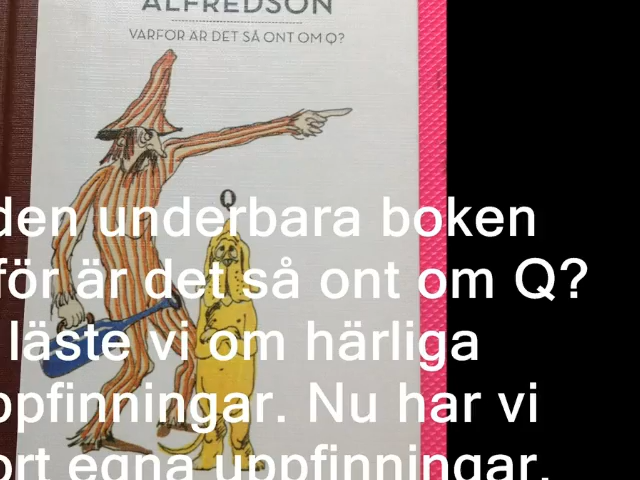 ALFREDSON
VARFÖR ÄR DET SÅ ONT OM Q?
Q
den underbara boken
för är det så ont om Q?
läste vi om härliga
ppfinningar. Nu har vi
ort egna uppfinningar.